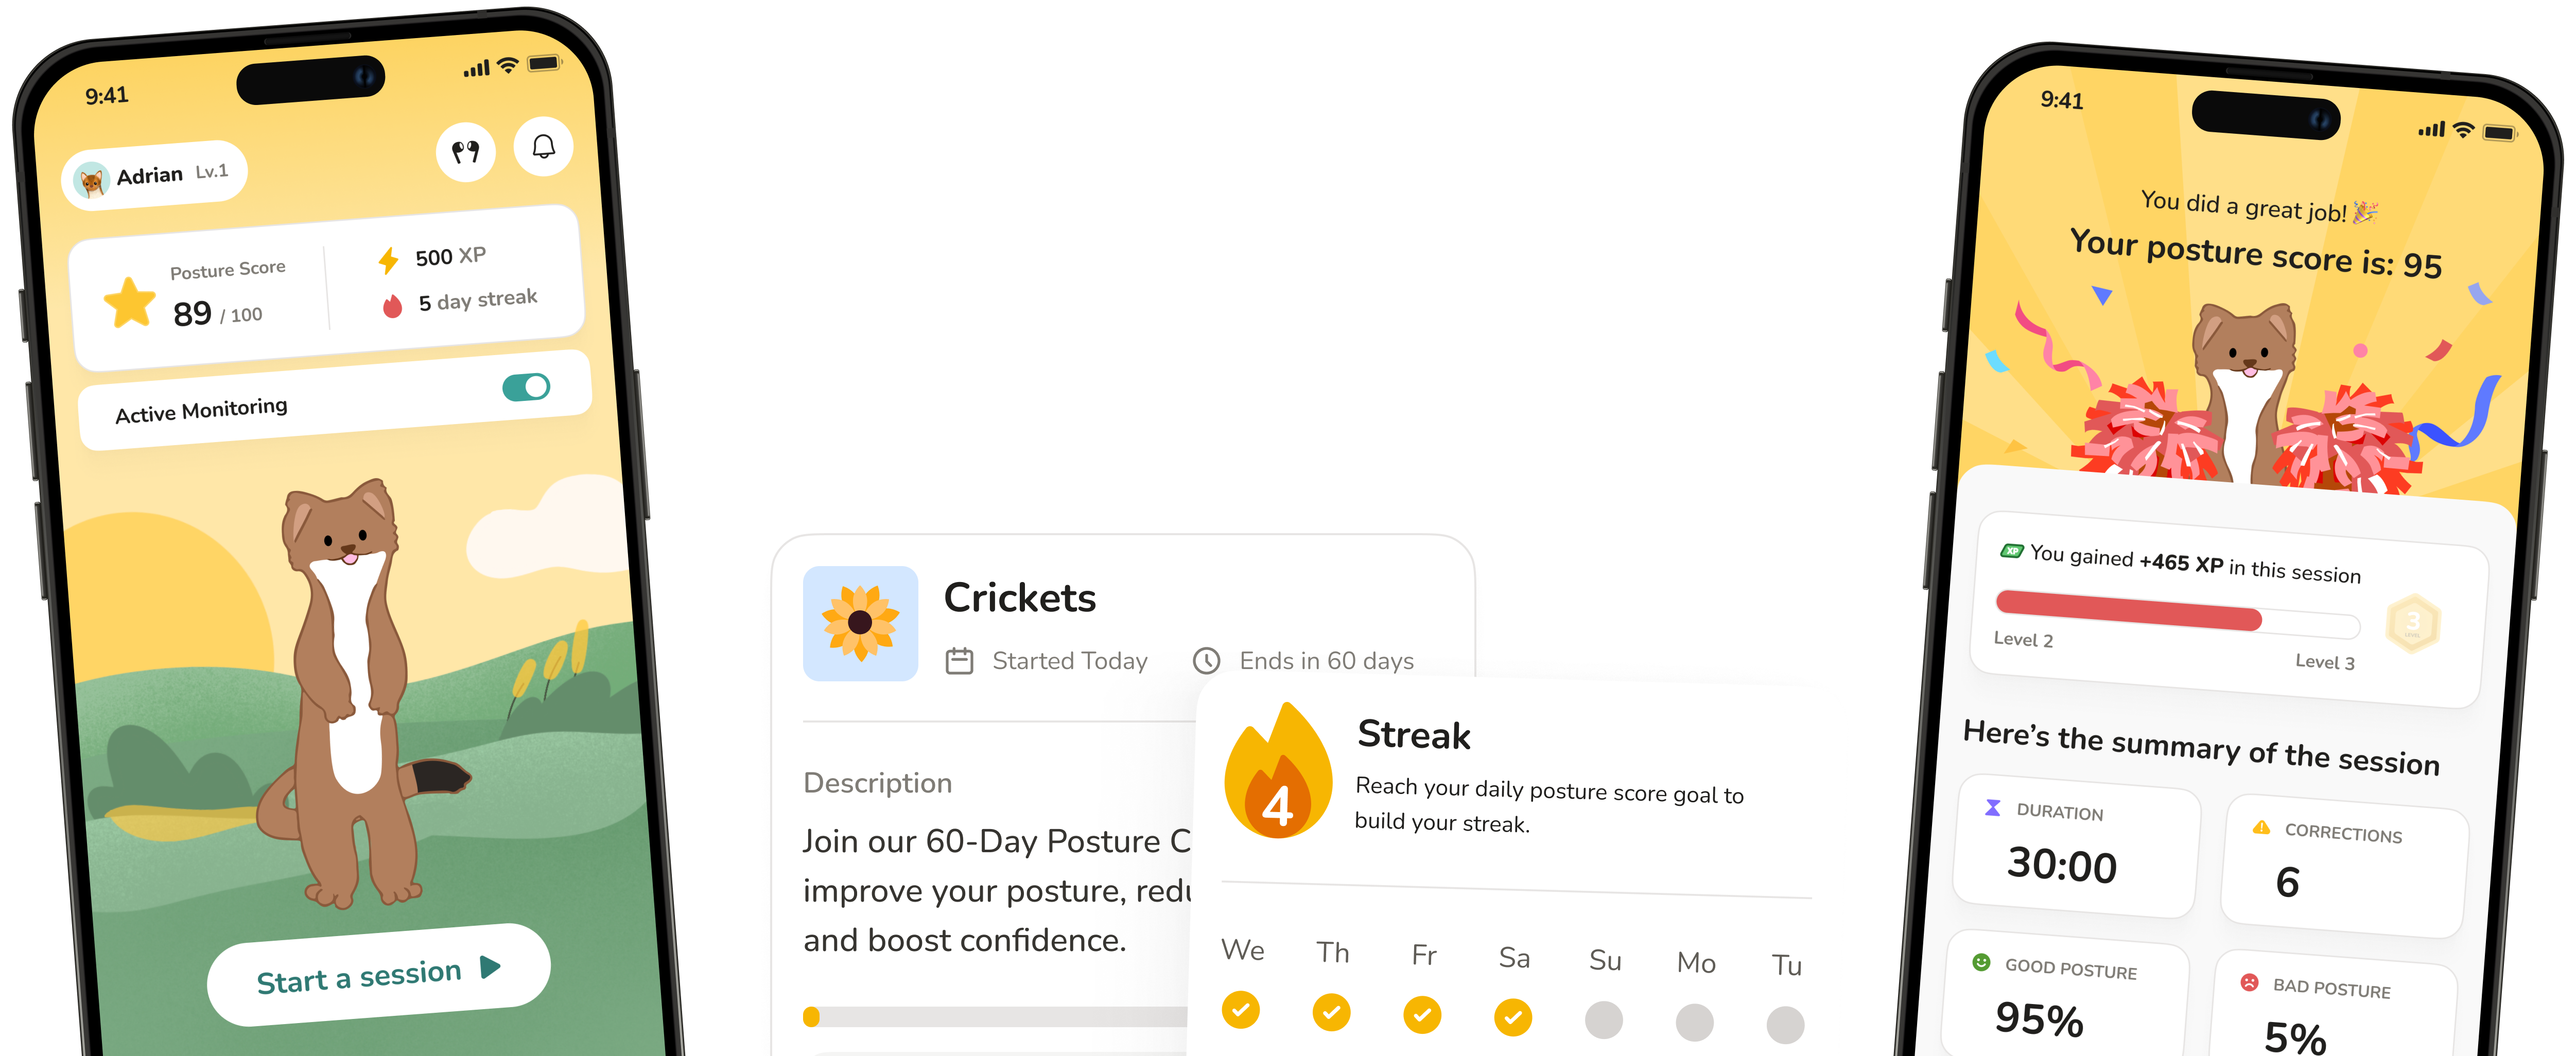 9:41
Adrian Lv.1
Posture Score
89 / 100
500 XP
5 day streak
Active Monitoring
Start a session
Crickets
Started Today
Ends in 60 days
Description
Join our 60-Day Posture C
improve your posture, redu
and boost confidence.
4
Streak
Reach your daily posture score goal to
build your streak.
We Th Fr Sa Su Mo Tu
9:41
You did a great job!
Your posture score is: 95
XP You gained +465 XP in this session
3
LEVEL
Level 2
Level 3
Here’s the summary of the session
DURATION
30:00
CORRECTIONS
6
GOOD POSTURE
95%
BAD POSTURE
5%